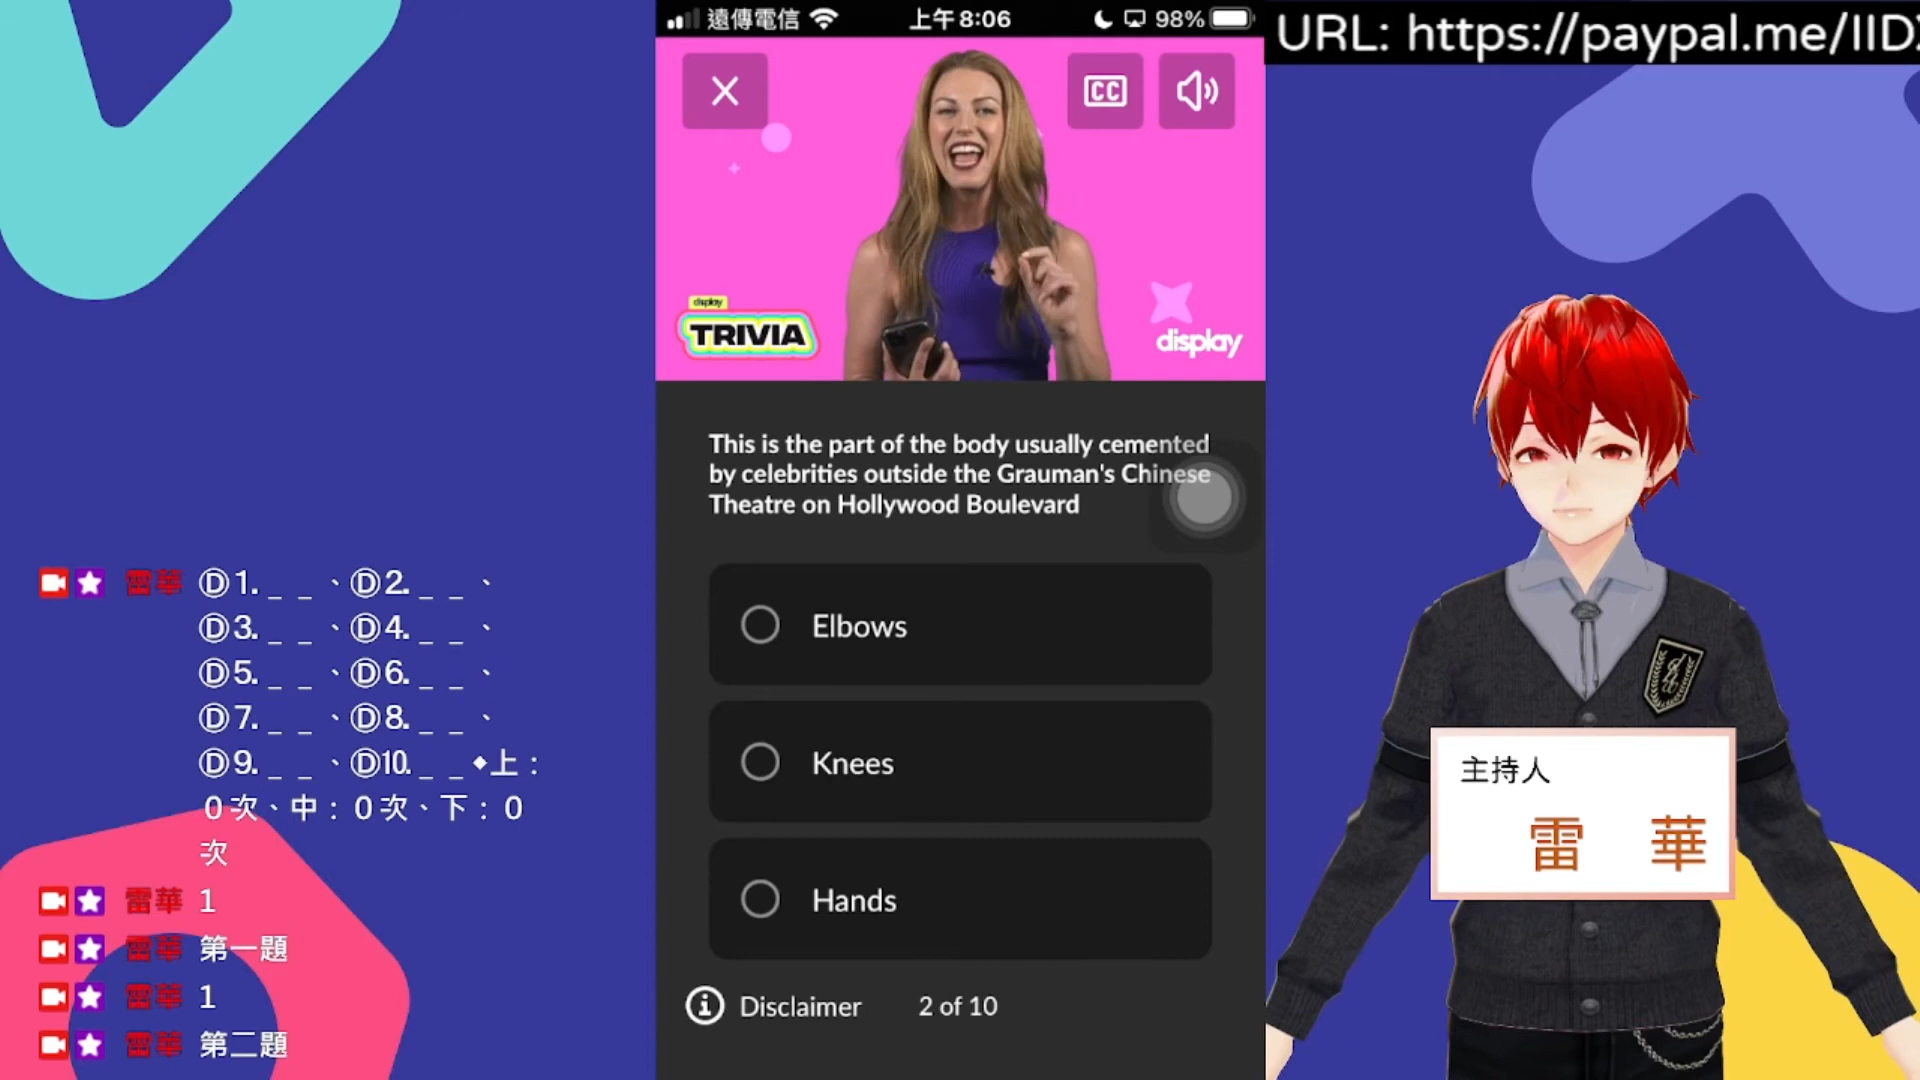 遠傳電信
上午8:06
98%
URL: https://paypal.me/IID
CC
display
TRIVIA
display
This is the part of the body usually cemented
by celebrities outside the Grauman's Chinese
Theatre on Hollywood Boulevard
Elbows
Knees
Hands
Disclaimer
2 of 10
雷華 Ⓓ1. _ _ 、Ⓓ2. _ _ 、
Ⓓ3. _ _ 、Ⓓ4. _ _ 、
Ⓓ5. _ _ 、Ⓓ6. _ _ 、
Ⓓ7. _ _ 、Ⓓ8. _ _ 、
Ⓓ9. _ _ 、Ⓓ10. _ _ ◆上：
0次、中：0次、下：0
次
雷華 1
雷華 第一題
雷華 1
雷華 第二題
主持人
雷 華